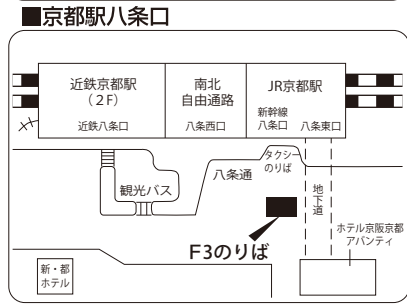 ■京都駅八条口
近鉄京都駅
(2F)
近鉄八条口
南北
自由通路
八条西口
JR京都駅
新幹線
八条口
八条東口
タクシー
のりば
八条通
観光バス
地下道
ホテル京阪京都
アバンティ
F3のりば
新・都
ホテル